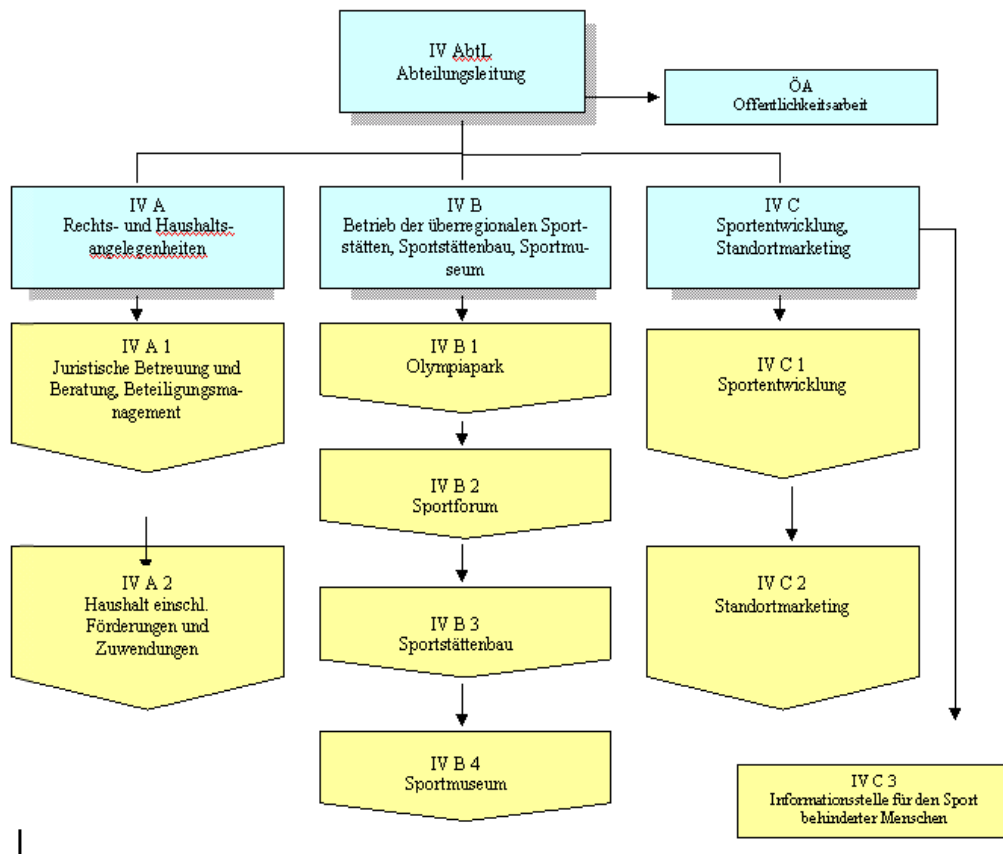 IV AbtL
Abteilungsleitung
ÖA
Offentlichkeitsarbeit
IV A
Rechts- und Haushalts-
angelegenheiten
IV B
Betrieb der überregionalen Sport-
stätten, Sportstättenbau, Sportmu-
seum
IV C
Sportentwicklung,
Standortmarketing
IV A 1
Juristische Betreuung und
Beratung, Beteiligungsma-
nagement
IV A 2
Haushalt einschl.
Förderungen und
Zuwendungen
IV B 1
Olympiapark
IV B 2
Sportforum
IV B 3
Sportstättenbau
IV B 4
Sportmuseum
IV C 1
Sportentwicklung
IV C 2
Standortmarketing
IV C 3
Informationsstelle für den Sport
behinderter Menschen